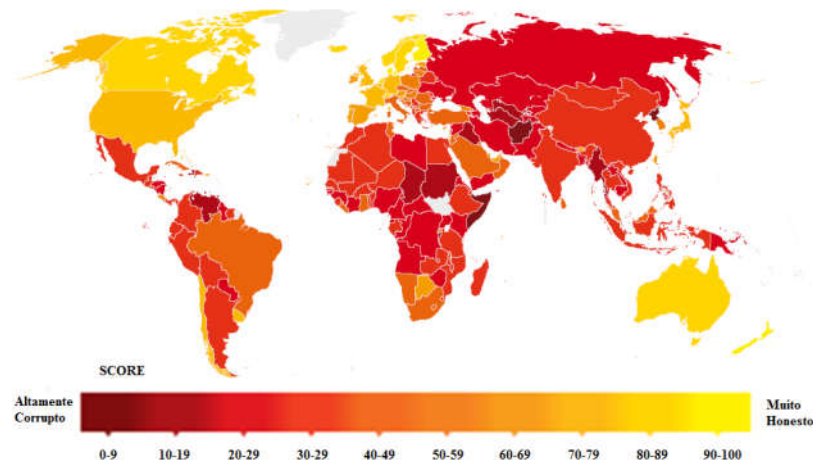 SCORE
Altamente
Corrupto
Muito
Honesto
0-9 10-19 20-29 30-29 40-49 50-59 60-69 70-79 80-89 90-100